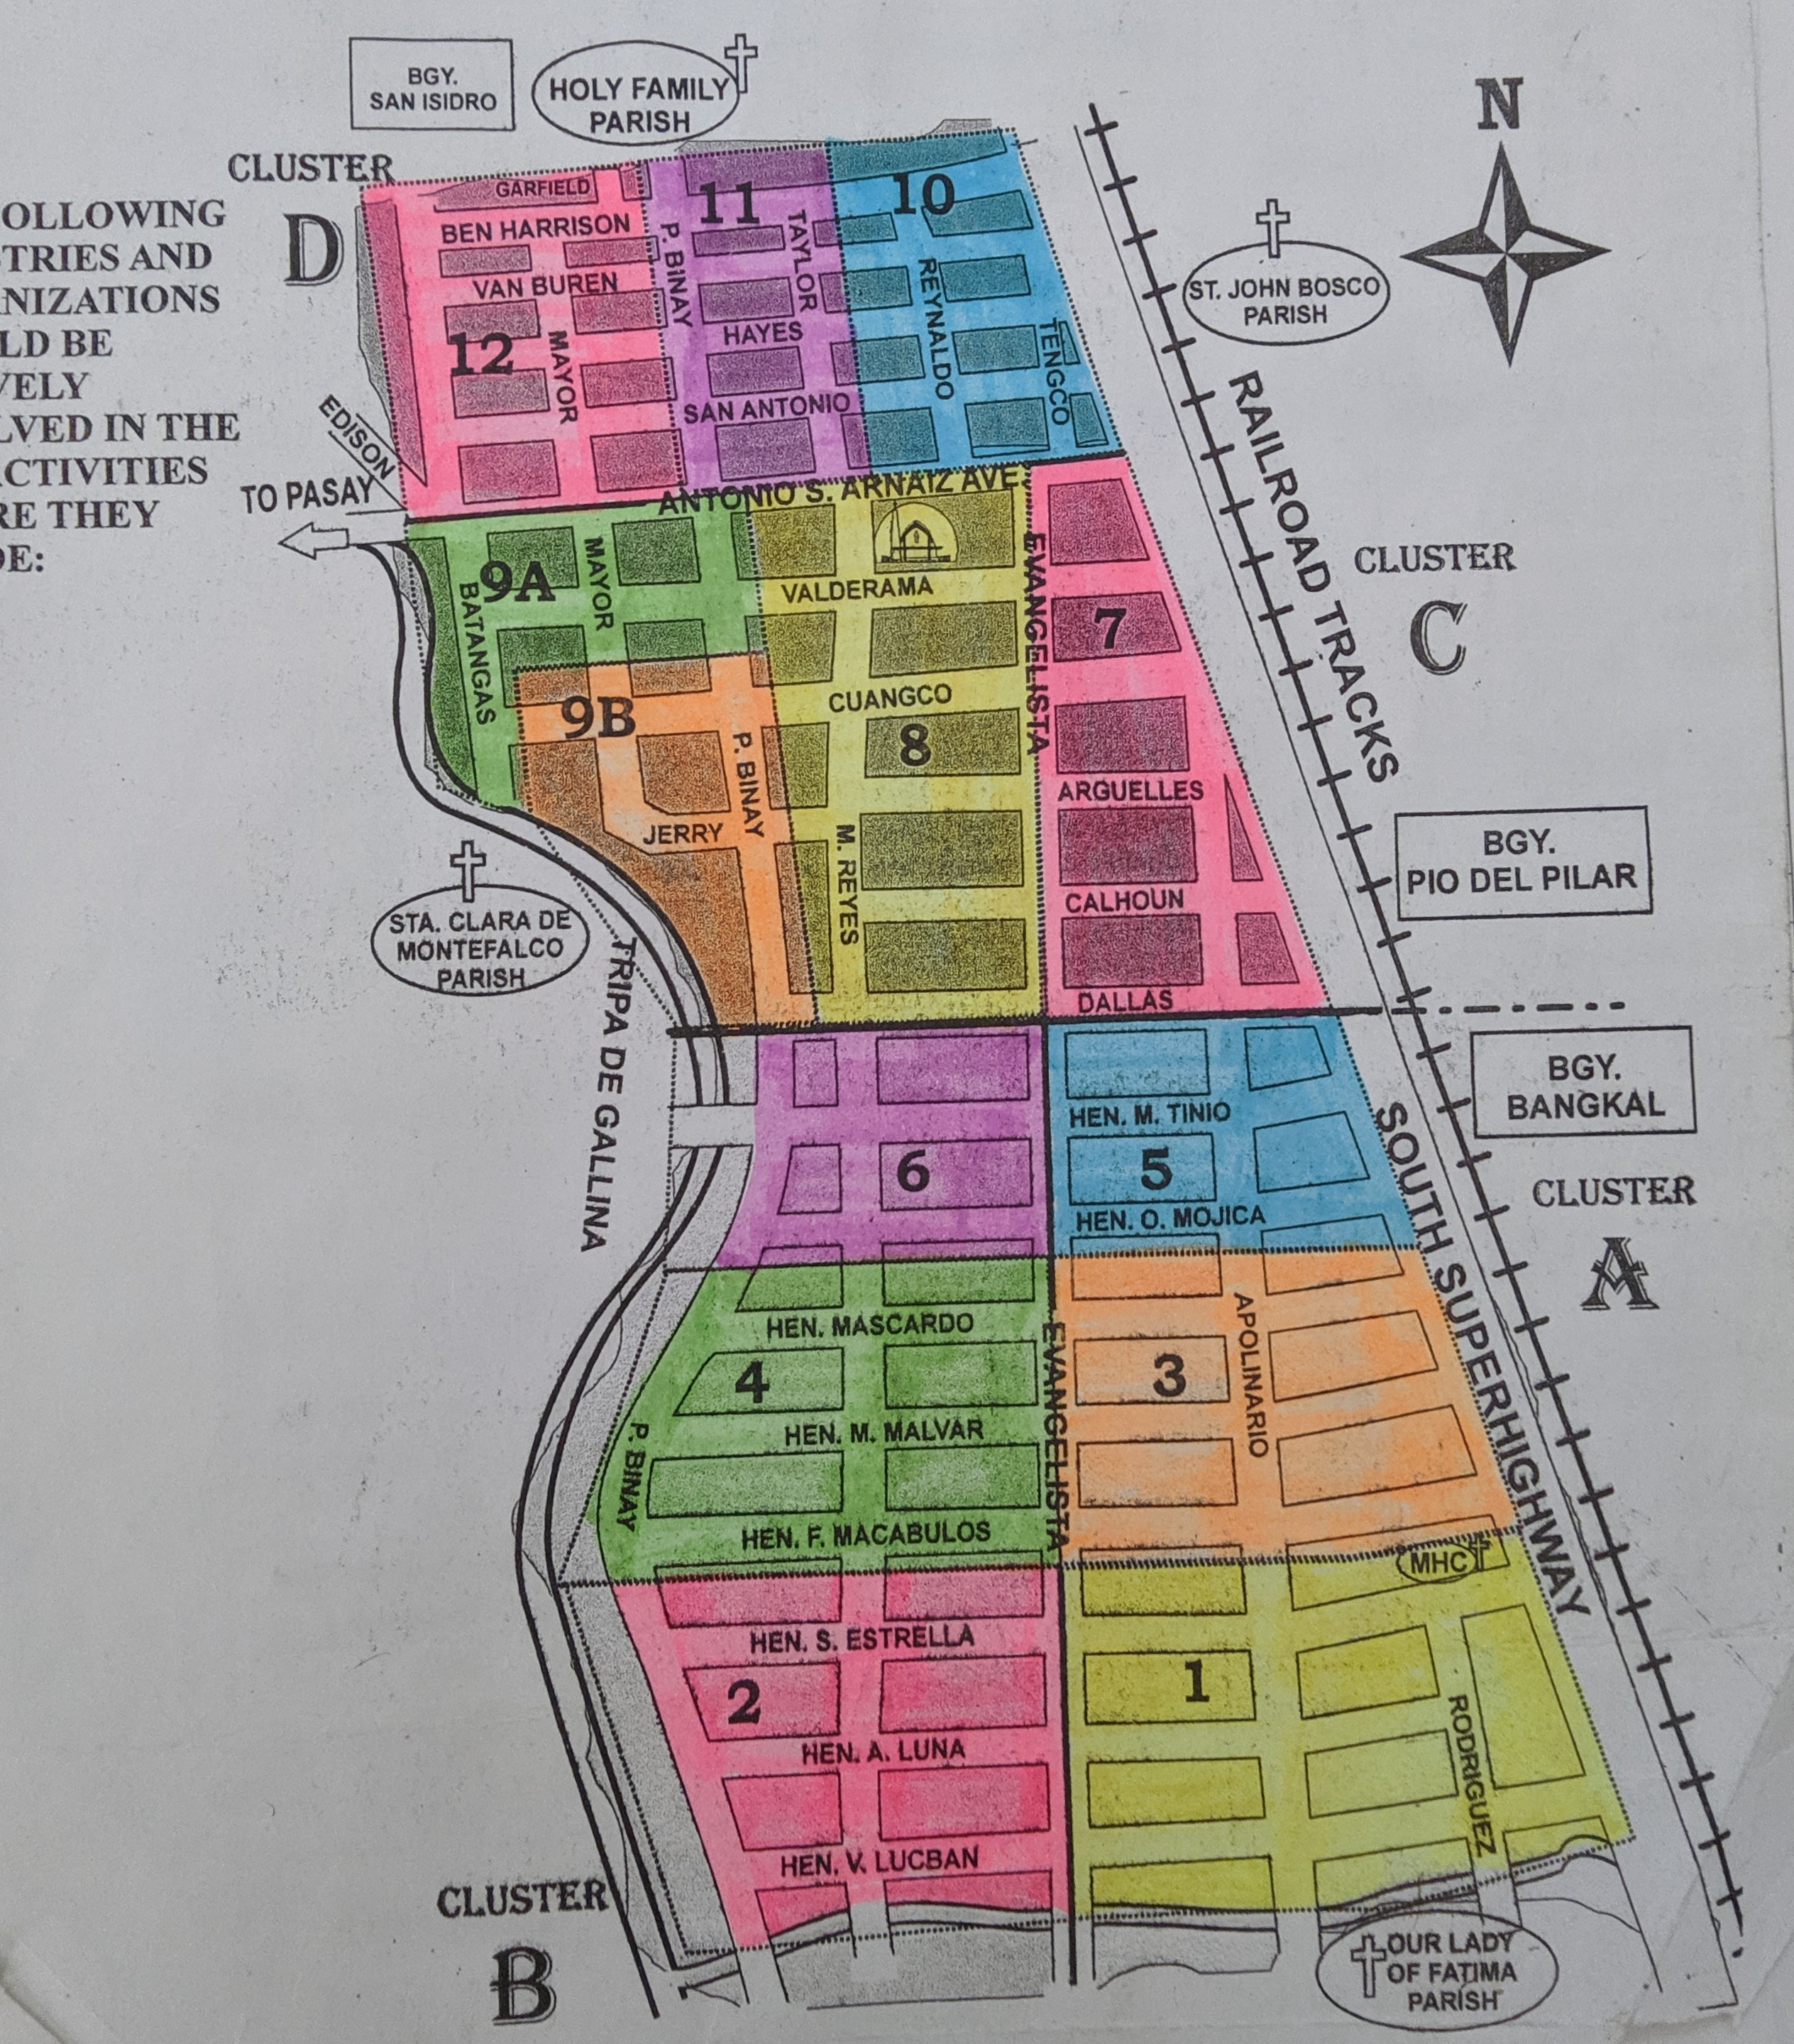 BGY.
SAN ISIDRO
HOLY FAMILY
PARISH
N
CLUSTER
D
OLLOWING
TRIES AND
NIZATIONS
LD BE
VELY
LVED IN THE
CTIVITIES
RE THEY
DE:
GARFIELD
BEN HARRISON
VAN BUREN
12
MAYOR
P. BINAY
11
TAYLOR
HAYES
SAN ANTONIO
10
REYNALDO
TENGCO
ST. JOHN BOSCO
PARISH
RAILROAD TRACKS
EDISON
TO PASAY
ANTONIO S. ARNAIZ AVE.
9A
MAYOR
BATANGAS
VALDERAMA
EVANGELISTA
7
CLUSTER
C
9B
P. BINAY
JERRY
CUANGCO
8
M. REYES
ARGUELLES
CALHOUN
DALLAS
BGY.
PIO DEL PILAR
STA. CLARA DE
MONTEFALCO
PARISH
TRIPA DE GALLINA
BGY.
BANGKAL
6
HEN. M. TINIO
5
HEN. O. MOJICA
SOUTH SUPERHIGHWAY
CLUSTER
A
HEN. MASCARDO
4
HEN. M. MALVAR
P. BINAY
HEN. F. MACABULOS
EVANGELISTA
3
APOLINARIO
MHC
HEN. S. ESTRELLA
2
HEN. A. LUNA
HEN. V. LUCBAN
1
RODRIGUEZ
CLUSTER
B
OUR LADY
OF FATIMA
PARISH